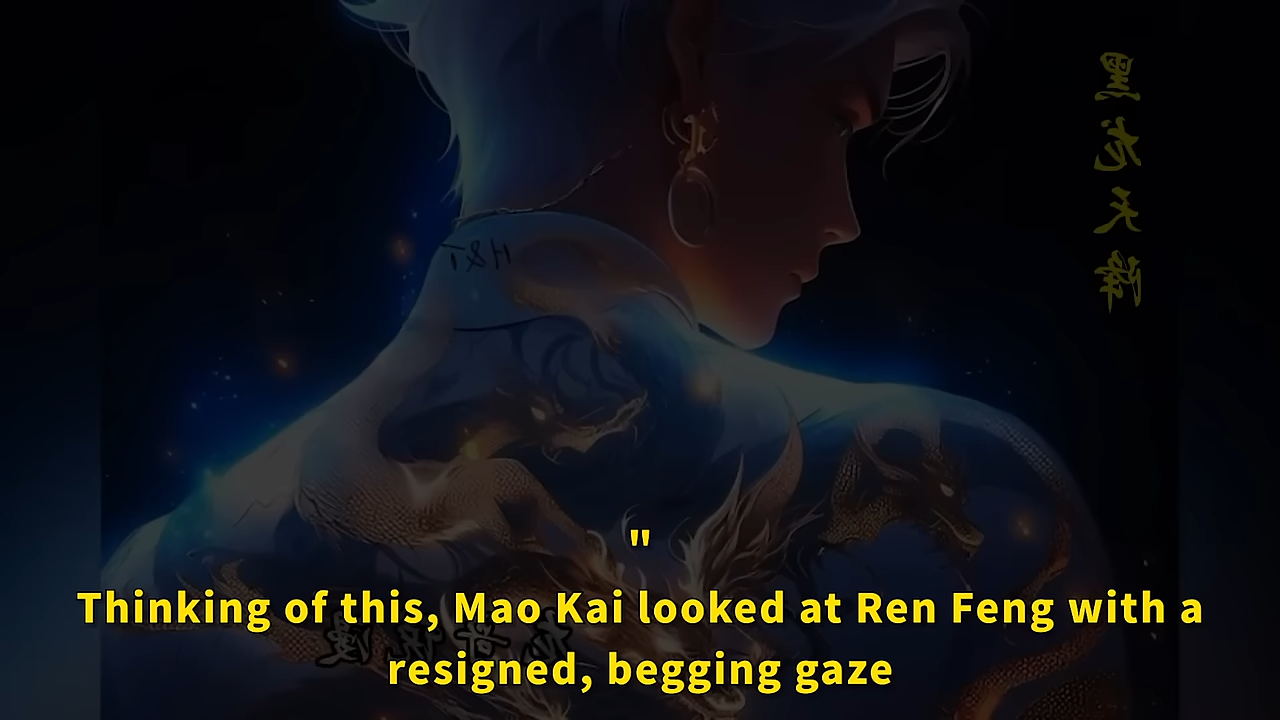 黑龙天降
H&T
"
Thinking of this, Mao Kai looked at Ren Feng with a
resigned, begging gaze